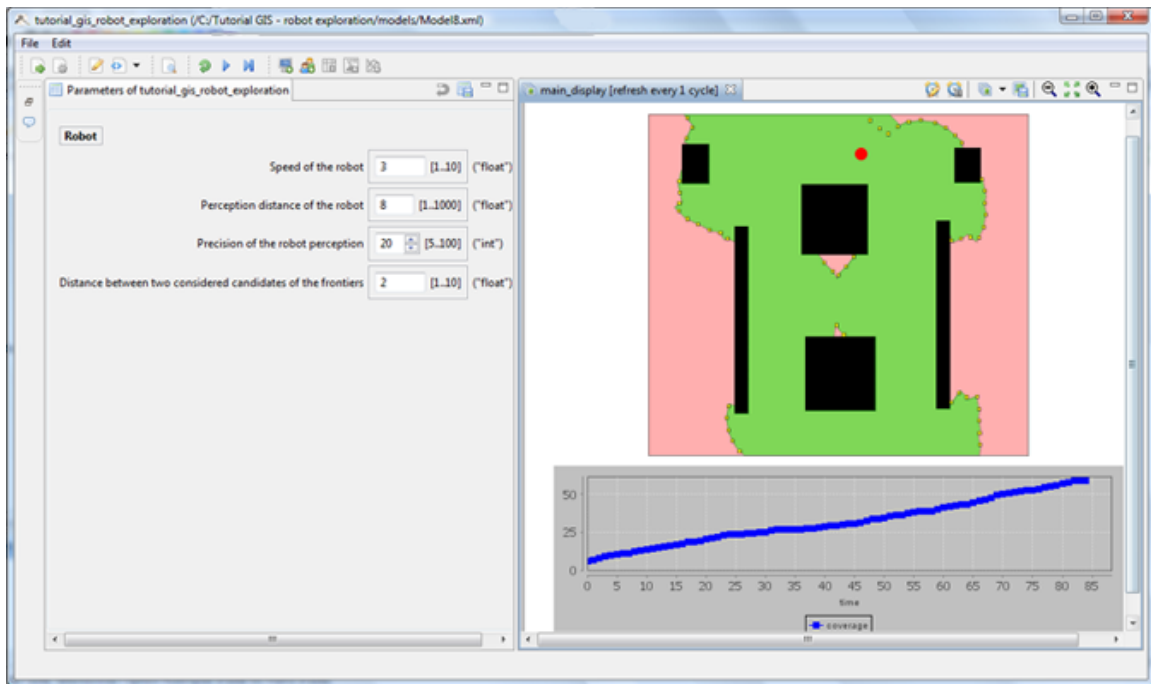 tutorial_gis_robot_exploration (/C:/Tutorial GIS - robot exploration/models/Model8.xml)
File Edit
Parameters of tutorial_gis_robot_exploration
Robot
Speed of the robot 3 [1..10] ("float")
Perception distance of the robot 8 [1..1000] ("float")
Precision of the robot perception 20 [5..100] ("int")
Distance between two considered candidates of the frontiers 2 [1..10] ("float")
main_display [refresh every 1 cycle]
50
25
0
0 5 10 15 20 25 30 35 40 45 50 55 60 65 70 75 80 85
time
coverage